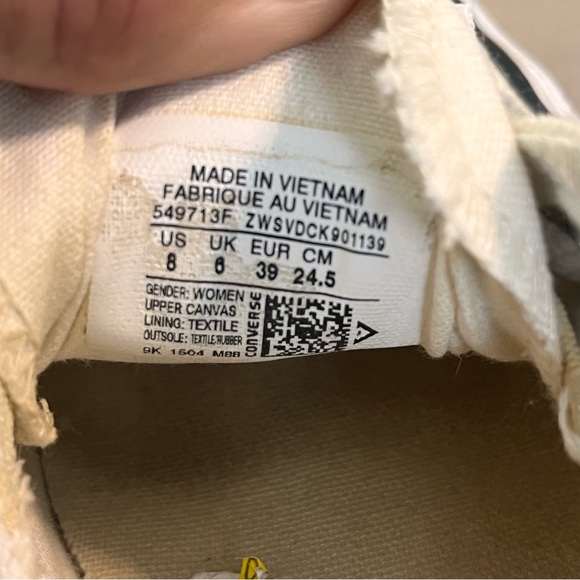 MADE IN VIETNAM
FABRIQUE AU VIETNAM
549713F ZWSVDCK901139
US UK EUR CM
8 6 39 24.5
GENDER: WOMEN
UPPER CANVAS
LINING: TEXTILE
OUTSOLE: TEXTILE/RUBBER
9K 1504 M88
CONVERSE